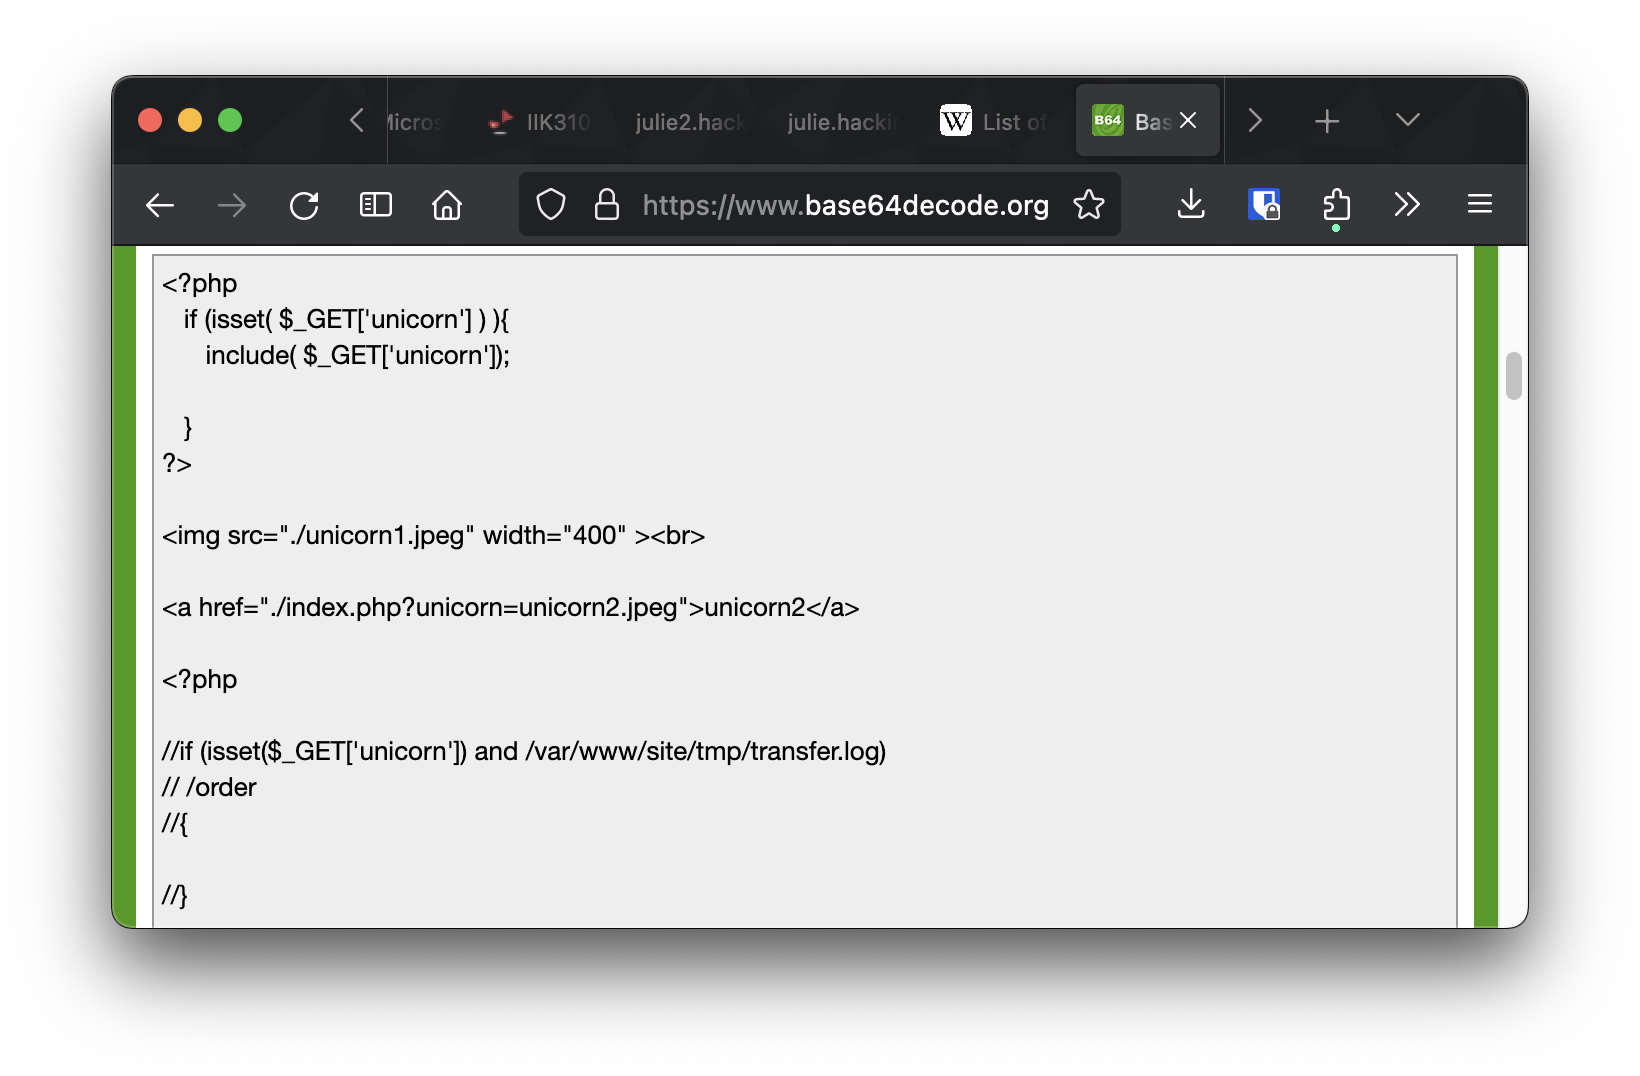 Micros
IIK310
julie2.hack
julie.hackin
W
List of
B64
Bas
https://www.base64decode.org
<?php
if (isset( $_GET['unicorn'] ) ){
include( $_GET['unicorn']);
}
?>
<img src="./unicorn1.jpeg" width="400" ><br>
<a href="./index.php?unicorn=unicorn2.jpeg">unicorn2</a>
<?php
//if (isset($_GET['unicorn']) and /var/www/site/tmp/transfer.log)
// /order
//{
//}